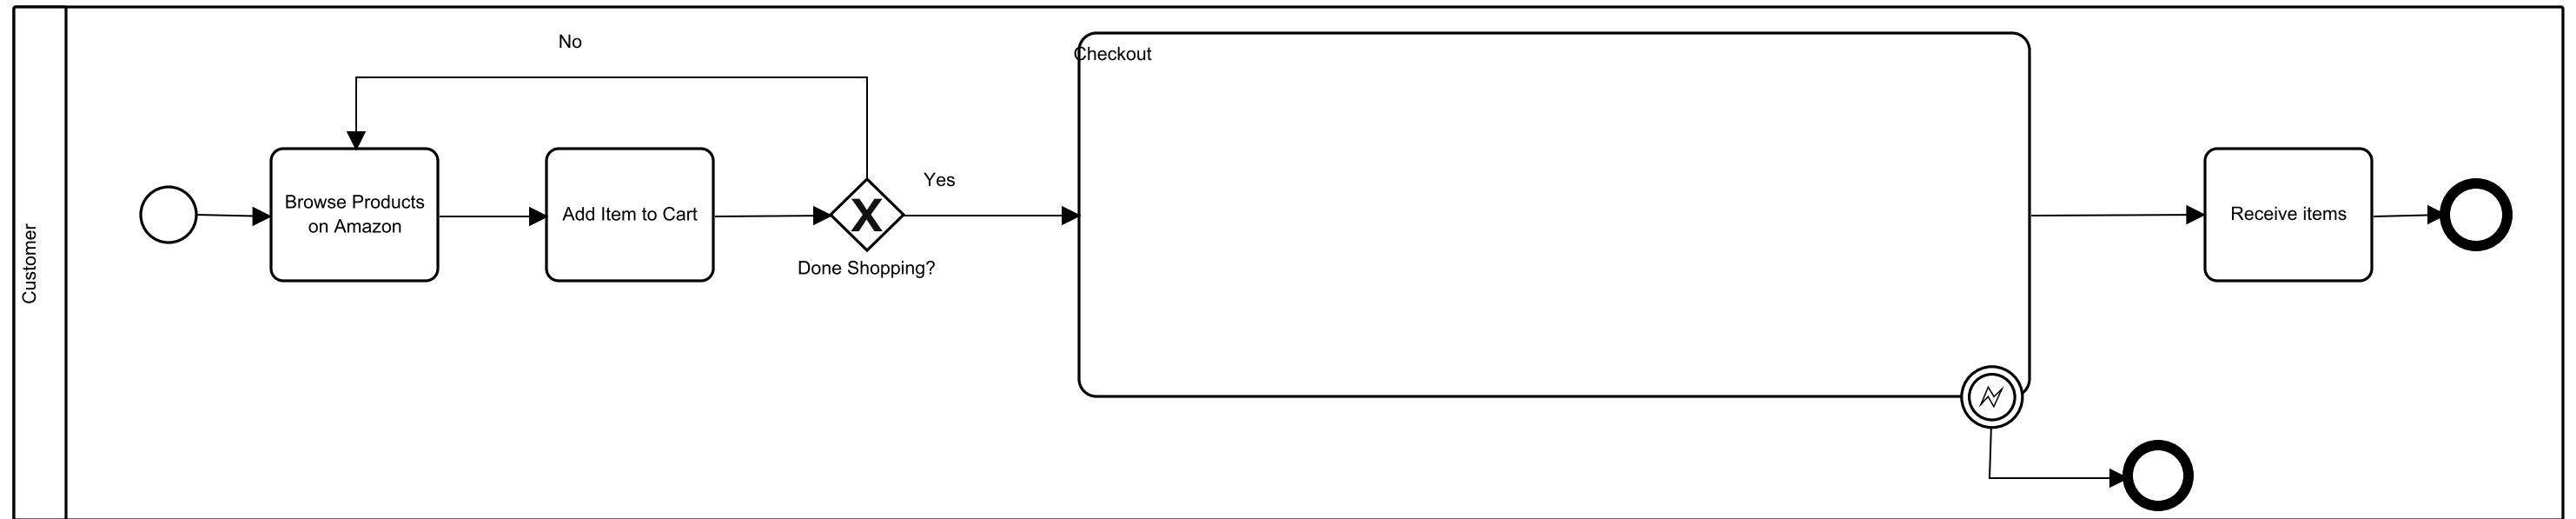 Customer
No
Checkout
Browse Products
on Amazon
Add Item to Cart
X
Done Shopping?
Yes
Receive items